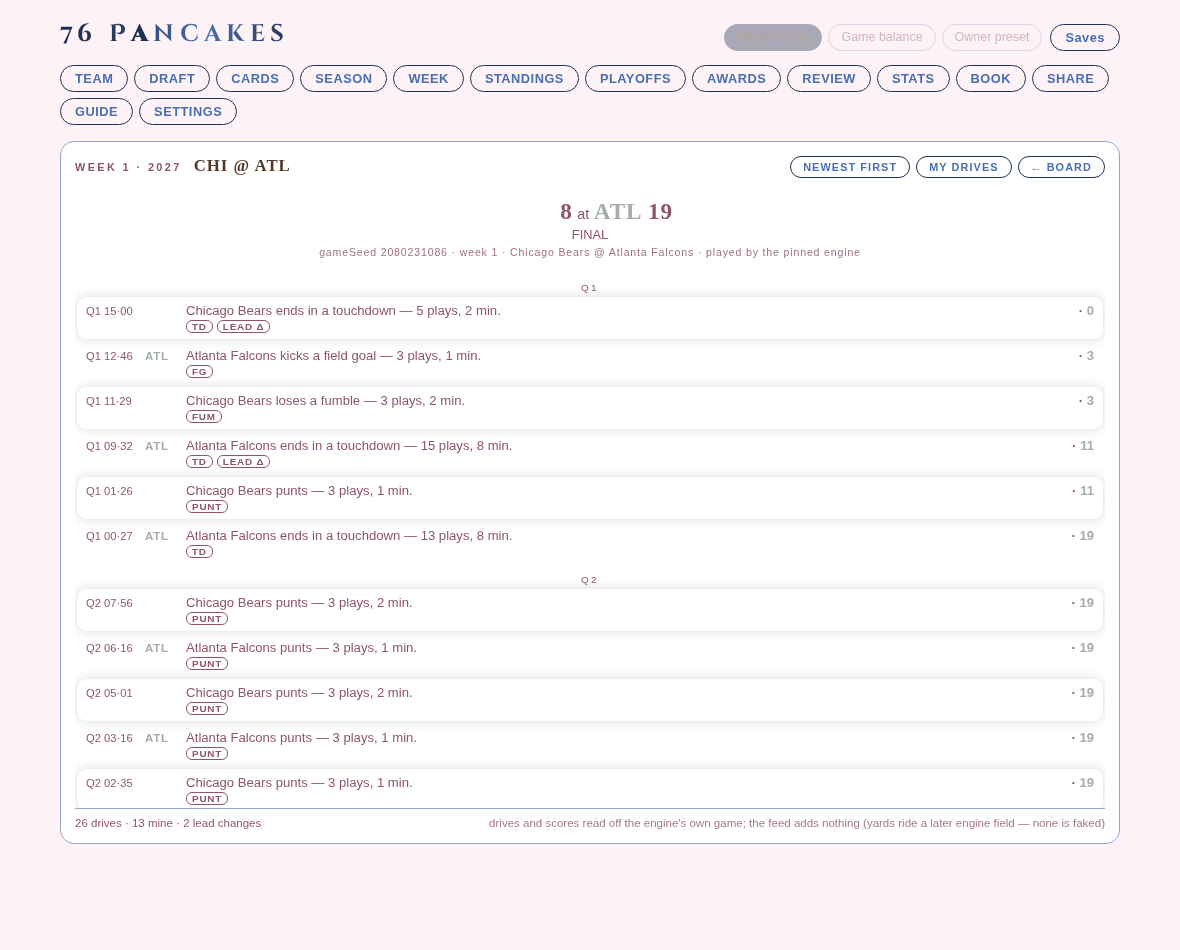 76 PANCAKES
Game balance
Owner preset
Saves
TEAM
DRAFT
CARDS
SEASON
WEEK
STANDINGS
PLAYOFFS
AWARDS
REVIEW
STATS
BOOK
SHARE
GUIDE
SETTINGS
WEEK 1 · 2027 CHI @ ATL
NEWEST FIRST
MY DRIVES
← BOARD
8 at ATL 19
FINAL
gameSeed 2080231086 · week 1 · Chicago Bears @ Atlanta Falcons · played by the pinned engine
Q1
Q1 15·00 Chicago Bears ends in a touchdown — 5 plays, 2 min. · 0
TD LEAD Δ
Q1 12·46 ATL Atlanta Falcons kicks a field goal — 3 plays, 1 min. · 3
FG
Q1 11·29 Chicago Bears loses a fumble — 3 plays, 2 min. · 3
FUM
Q1 09·32 ATL Atlanta Falcons ends in a touchdown — 15 plays, 8 min. · 11
TD LEAD Δ
Q1 01·26 Chicago Bears punts — 3 plays, 1 min. · 11
PUNT
Q1 00·27 ATL Atlanta Falcons ends in a touchdown — 13 plays, 8 min. · 19
TD
Q2
Q2 07·56 Chicago Bears punts — 3 plays, 2 min. · 19
PUNT
Q2 06·16 ATL Atlanta Falcons punts — 3 plays, 1 min. · 19
PUNT
Q2 05·01 Chicago Bears punts — 3 plays, 2 min. · 19
PUNT
Q2 03·16 ATL Atlanta Falcons punts — 3 plays, 1 min. · 19
PUNT
Q2 02·35 Chicago Bears punts — 3 plays, 1 min. · 19
PUNT
26 drives · 13 mine · 2 lead changes
drives and scores read off the engine's own game; the feed adds nothing (yards ride a later engine field — none is faked)